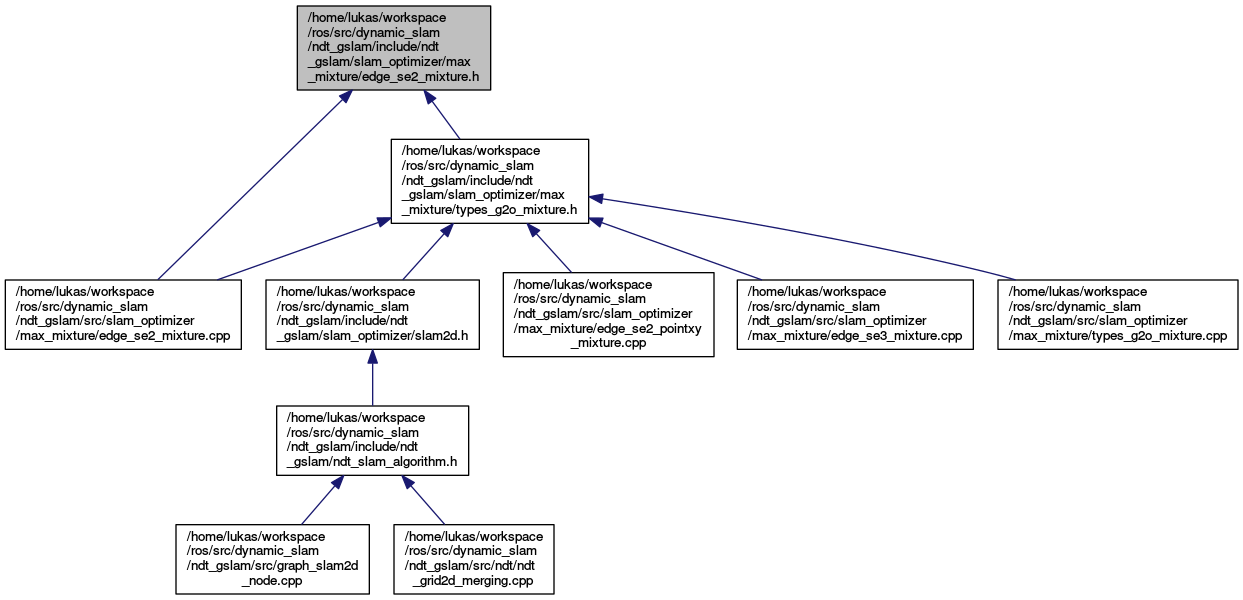 /home/lukas/workspace
/ros/src/dynamic_slam
/ndt_gslam/include/ndt
_gslam/slam_optimizer/max
_mixture/edge_se2_mixture.h
/home/lukas/workspace
/ros/src/dynamic_slam
/ndt_gslam/include/ndt
_gslam/slam_optimizer/max
_mixture/types_g2o_mixture.h
/home/lukas/workspace
/ros/src/dynamic_slam
/ndt_gslam/src/slam_optimizer
/max_mixture/edge_se2_mixture.cpp
/home/lukas/workspace
/ros/src/dynamic_slam
/ndt_gslam/include/ndt
_gslam/slam_optimizer/slam2d.h
/home/lukas/workspace
/ros/src/dynamic_slam
/ndt_gslam/src/slam_optimizer
/max_mixture/edge_se2_pointxy
_mixture.cpp
/home/lukas/workspace
/ros/src/dynamic_slam
/ndt_gslam/src/slam_optimizer
/max_mixture/edge_se3_mixture.cpp
/home/lukas/workspace
/ros/src/dynamic_slam
/ndt_gslam/src/slam_optimizer
/max_mixture/types_g2o_mixture.cpp
/home/lukas/workspace
/ros/src/dynamic_slam
/ndt_gslam/include/ndt
_gslam/ndt_slam_algorithm.h
/home/lukas/workspace
/ros/src/dynamic_slam
/ndt_gslam/src/graph_slam2d
_node.cpp
/home/lukas/workspace
/ros/src/dynamic_slam
/ndt_gslam/src/ndt/ndt
_grid2d_merging.cpp